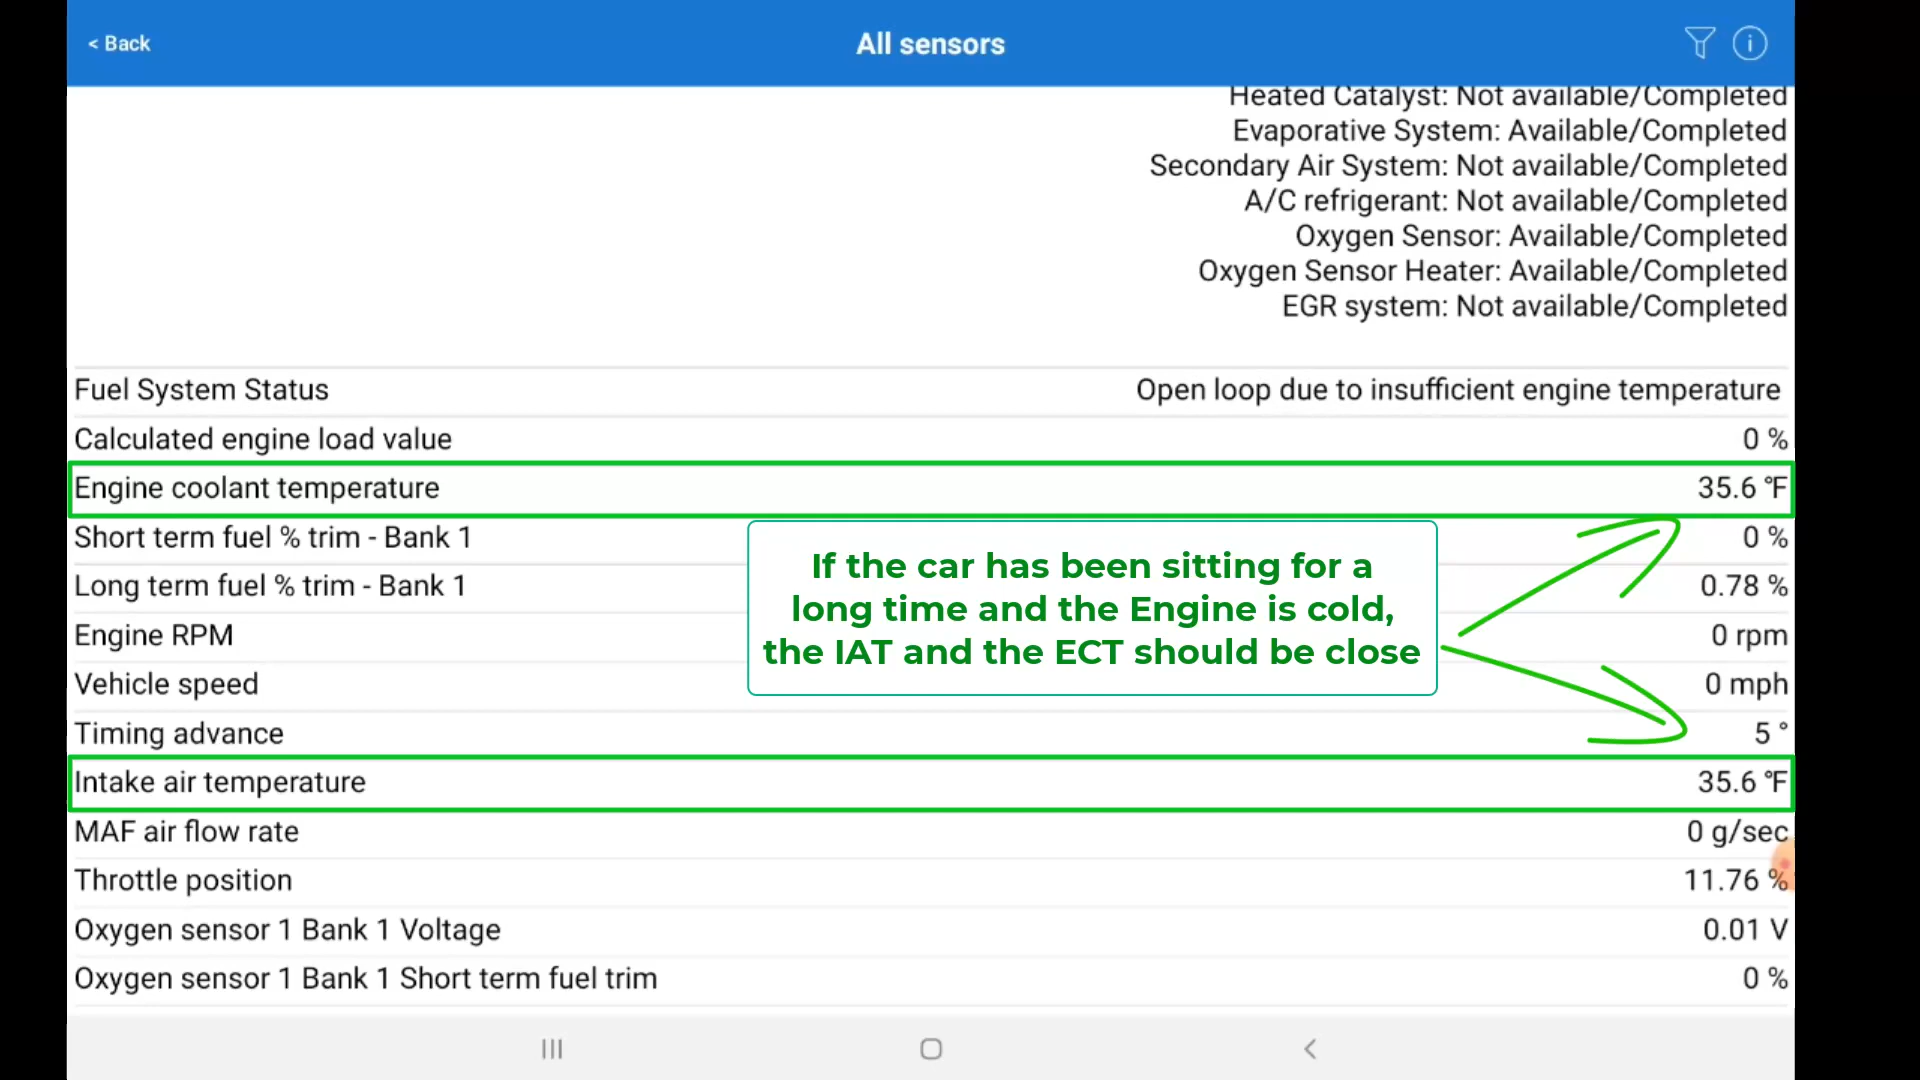 < Back
All sensors
Heated Catalyst: Not available/Completed
Evaporative System: Available/Completed
Secondary Air System: Not available/Completed
A/C refrigerant: Not available/Completed
Oxygen Sensor: Available/Completed
Oxygen Sensor Heater: Available/Completed
EGR system: Not available/Completed
Fuel System Status Open loop due to insufficient engine temperature
Calculated engine load value 0 %
Engine coolant temperature 35.6 °F
Short term fuel % trim - Bank 1 0 %
Long term fuel % trim - Bank 1 0.78 %
Engine RPM 0 rpm
Vehicle speed 0 mph
Timing advance 5 °
Intake air temperature 35.6 °F
MAF air flow rate 0 g/sec
Throttle position 11.76 %
Oxygen sensor 1 Bank 1 Voltage 0.01 V
Oxygen sensor 1 Bank 1 Short term fuel trim 0 %
If the car has been sitting for a
long time and the Engine is cold,
the IAT and the ECT should be close